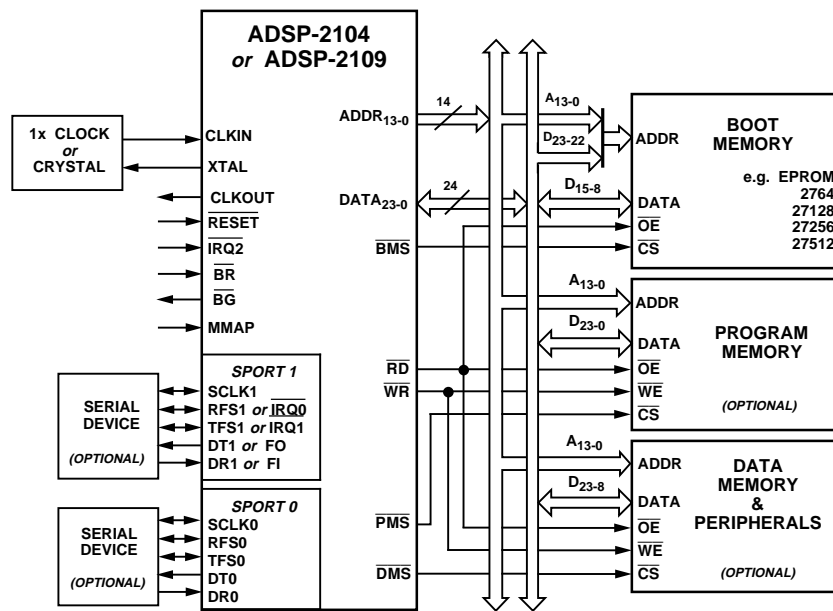 ADSP-2104
or ADSP-2109
1x CLOCK
or
CRYSTAL
CLKIN
XTAL
CLKOUT
RESET
IRQ2
BR
BG
MMAP
ADDR13-0
14
DATA23-0
24
BMS
RD
WR
PMS
DMS
SPORT 1
SCLK1
RFS1 or IRQ0
TFS1 or IRQ1
DT1 or FO
DR1 or FI
SERIAL
DEVICE
(OPTIONAL)
SPORT 0
SCLK0
RFS0
TFS0
DT0
DR0
SERIAL
DEVICE
(OPTIONAL)
A13-0
D23-22
D15-8
ADDR
DATA
OE
CS
BOOT
MEMORY
e.g. EPROM
2764
27128
27256
27512
A13-0
D23-0
ADDR
DATA
OE
WE
CS
PROGRAM
MEMORY
(OPTIONAL)
A13-0
D23-8
ADDR
DATA
OE
WE
CS
DATA
MEMORY
&
PERIPHERALS
(OPTIONAL)